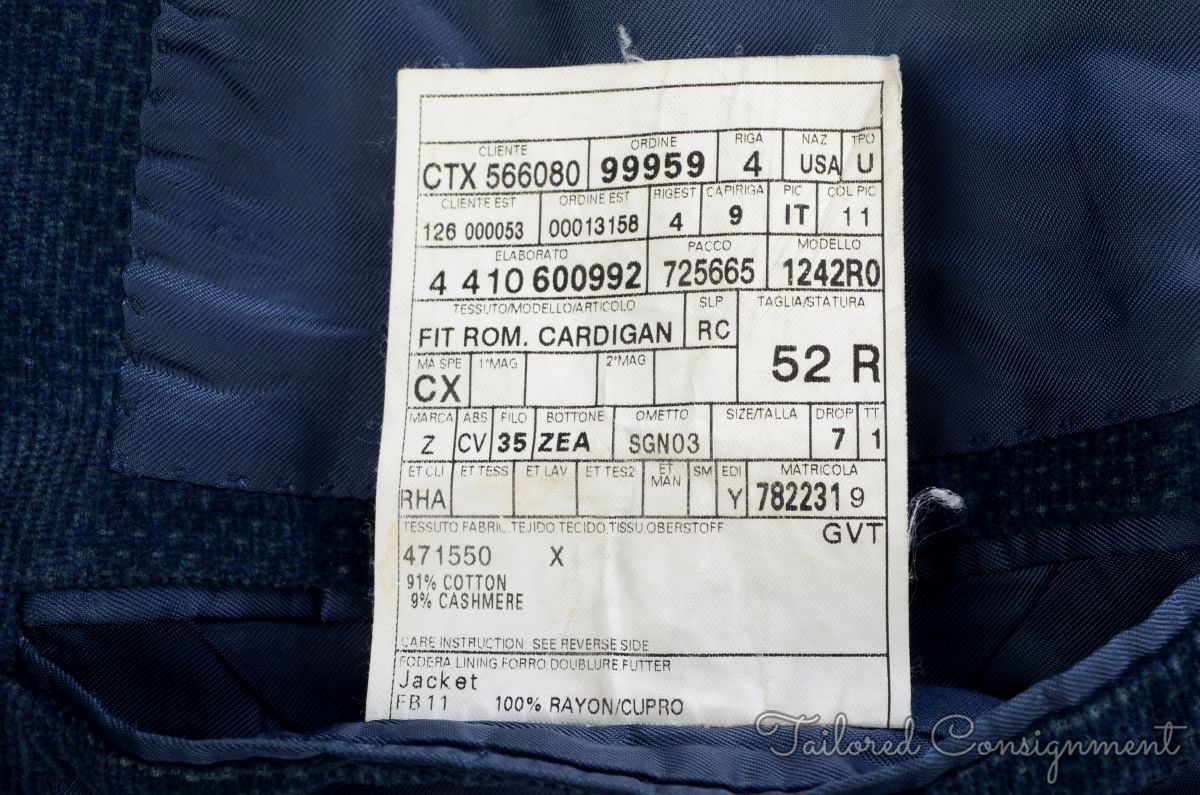 CLIENTE ORDINE RIGA NAZ TPO
CTX 566080 99959 4 USA U
CLIENTE EST ORDINE EST RIGEST CAPIRIGA PIC COL PIC
126 000053 00013158 4 9 IT 11
ELABORATO PACCO MODELLO
4 410 600992 725665 1242R0
TESSUTO/MODELLO/ARTICOLO SLP TAGLIA/STATURA
FIT ROM. CARDIGAN RC
52 R
MA SPE 1°MAG 2°MAG
CX
MARCA ABS FILO BOTTONE OMETTO SIZE/TALLA DROP TT
Z CV 35 ZEA SGN03 7 1
ET CLI ET TESS ET LAV ET TES2 ET MAN SM EDI MATRICOLA
RHA Y 782231 9
TESSUTO FABRIC,TEJIDO TECIDO,TISSU,OBERSTOFF GVT
471550 X
91% COTTON
9% CASHMERE
CARE INSTRUCTION: SEE REVERSE SIDE
FODERA LINING,FORRO DOUBLURE,FUTTER
Jacket
FB11 100% RAYON/CUPRO
Tailored Consignment